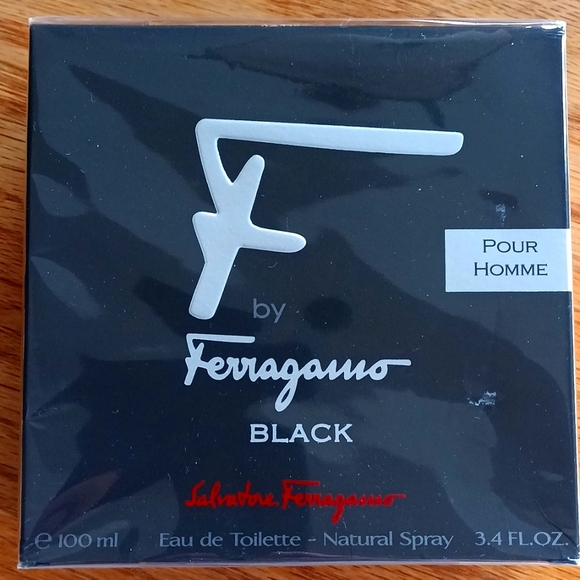 F
by
Ferragamo
BLACK
POUR
HOMME
Salvatore Ferragamo
℮ 100 ml Eau de Toilette - Natural Spray 3.4 FL.OZ.